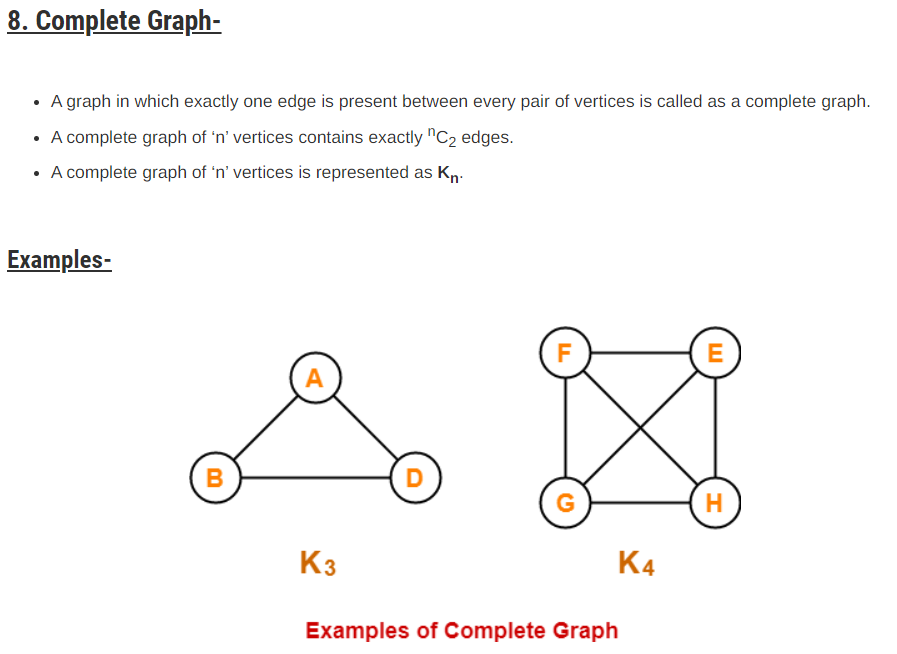 8. Complete Graph-
• A graph in which exactly one edge is present between every pair of vertices is called as a complete graph.
• A complete graph of ‘n’ vertices contains exactly ⁿC₂ edges.
• A complete graph of ‘n’ vertices is represented as Kₙ.
Examples-
F E
A
B D
G H
K₃ K₄
Examples of Complete Graph